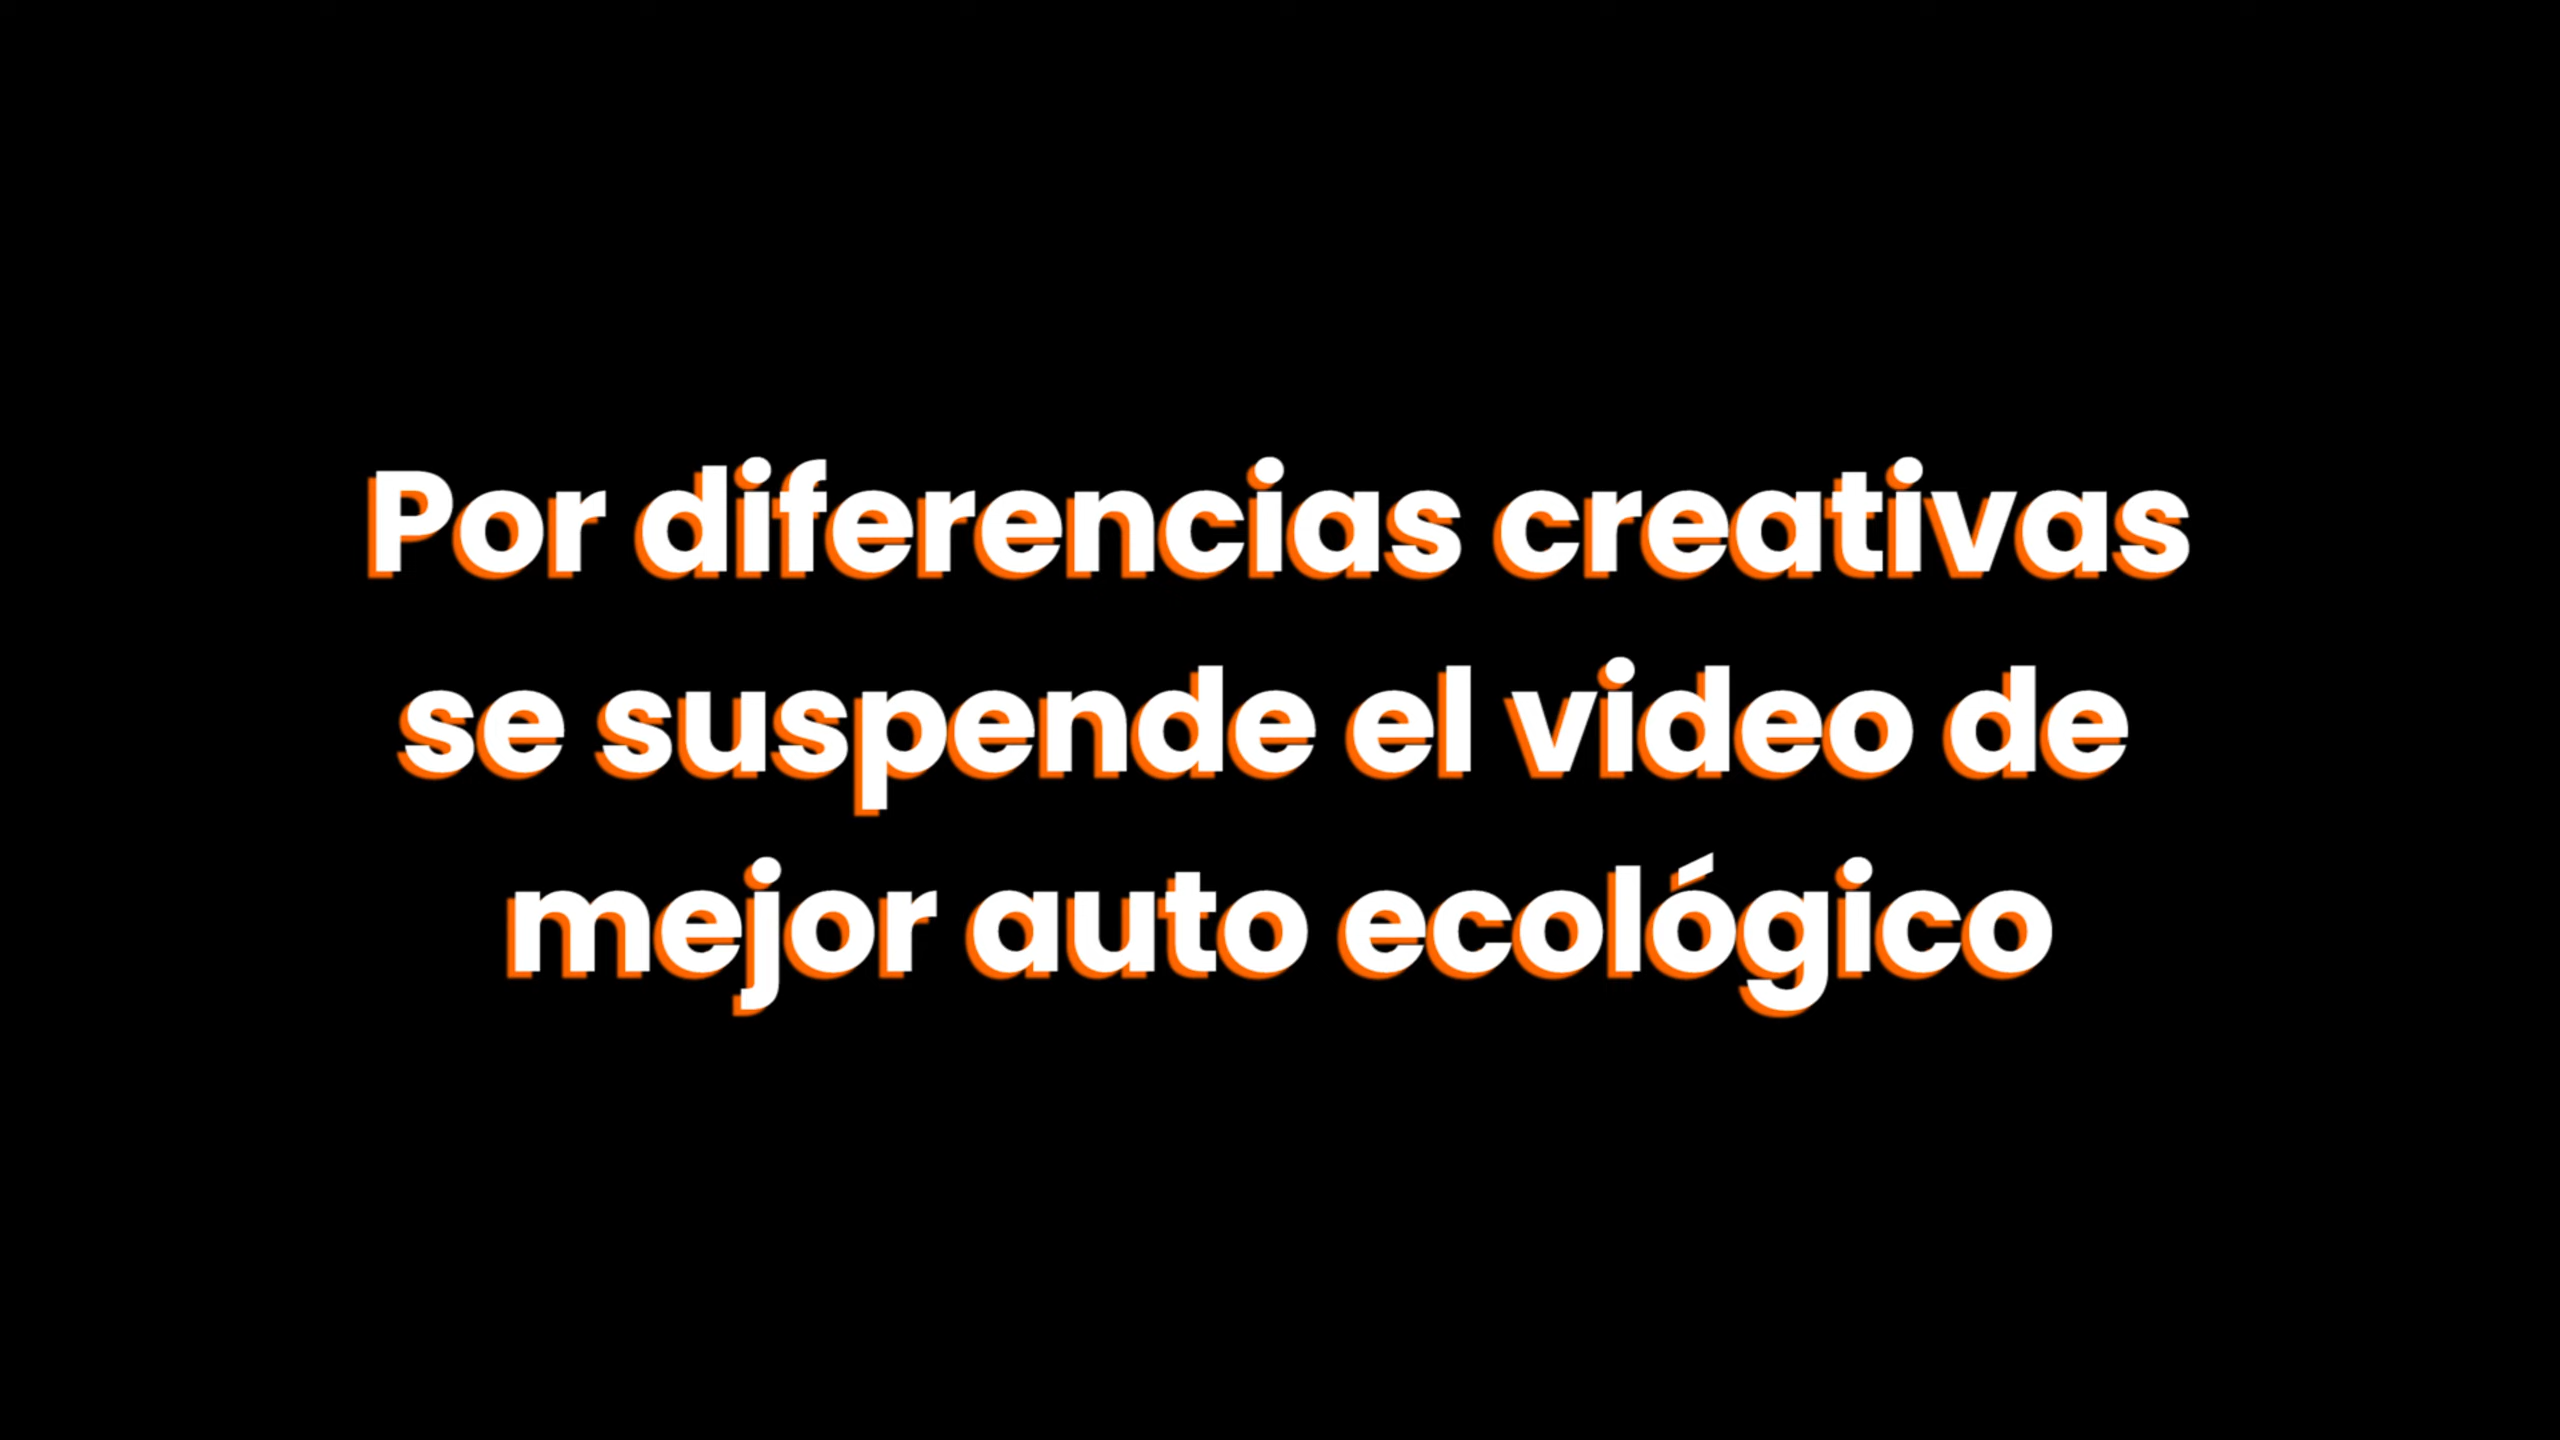 Por diferencias creativas
se suspende el video de
mejor auto ecológico